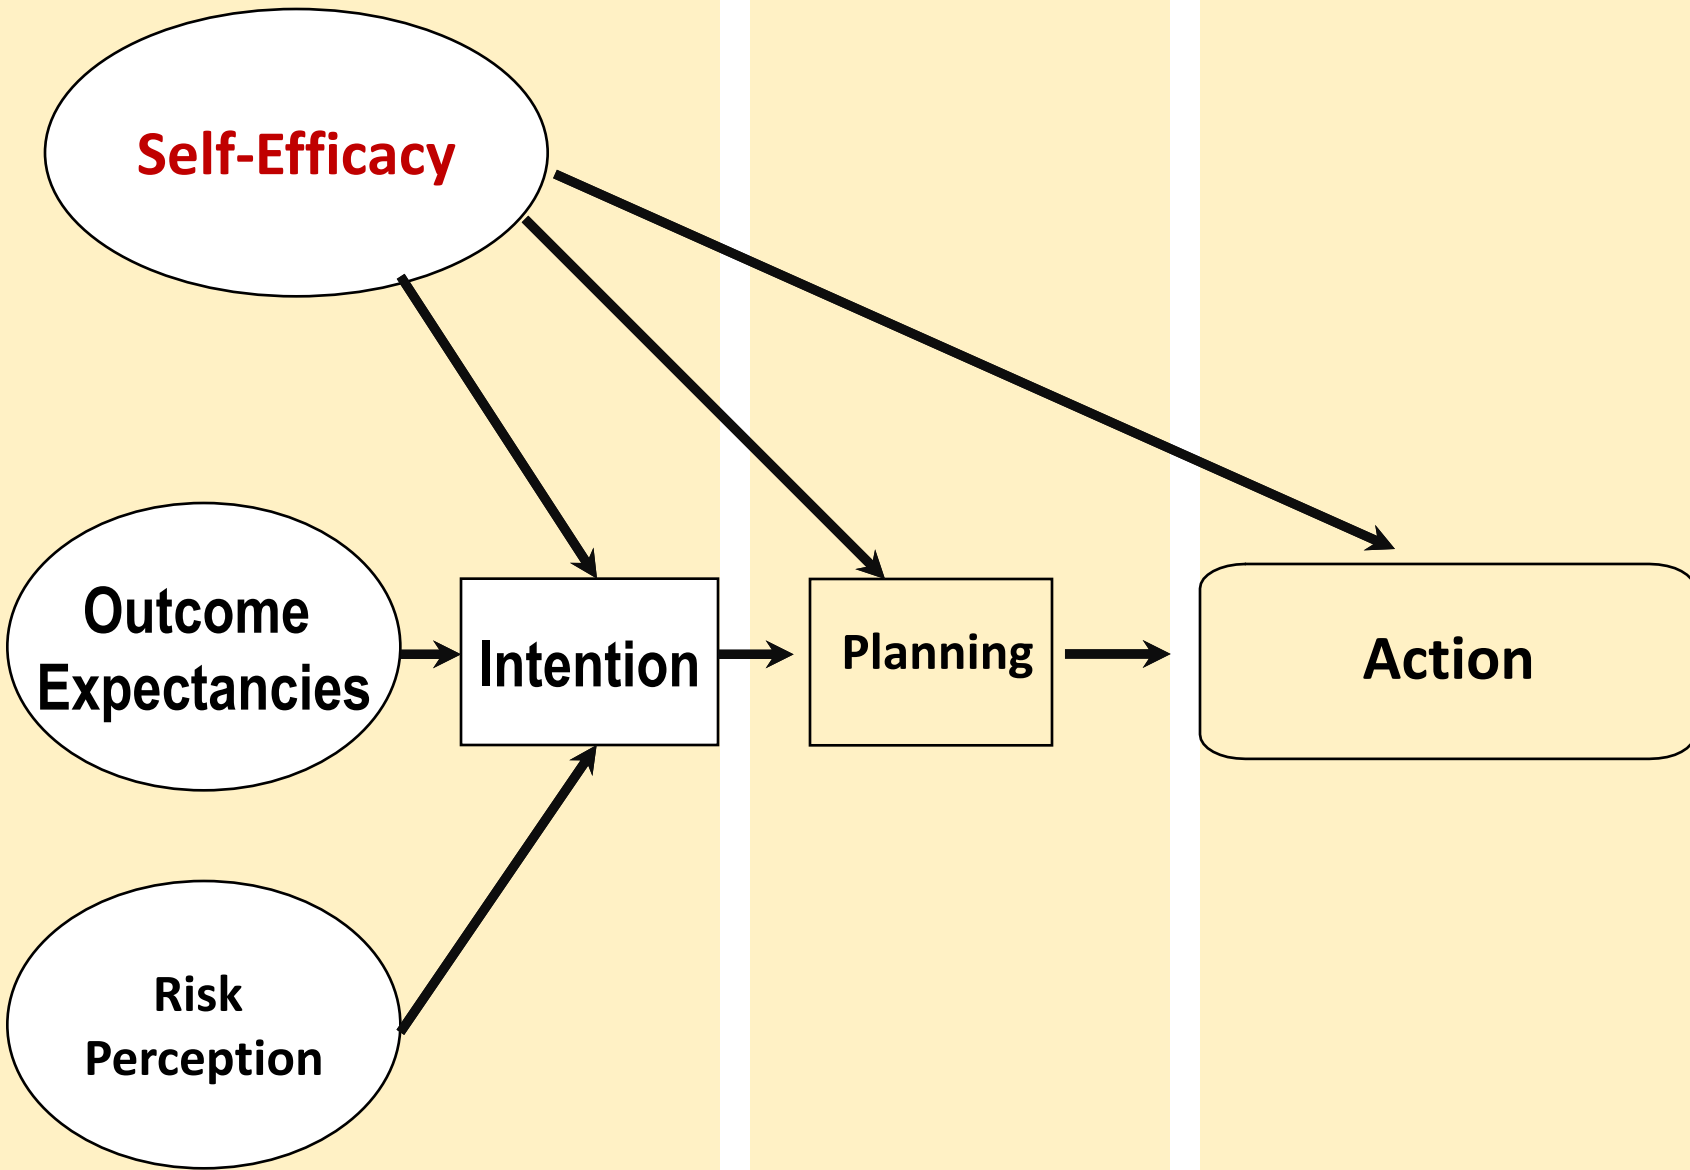 Self-Efficacy
Outcome
Expectancies
Intention
Planning
Action
Risk
Perception